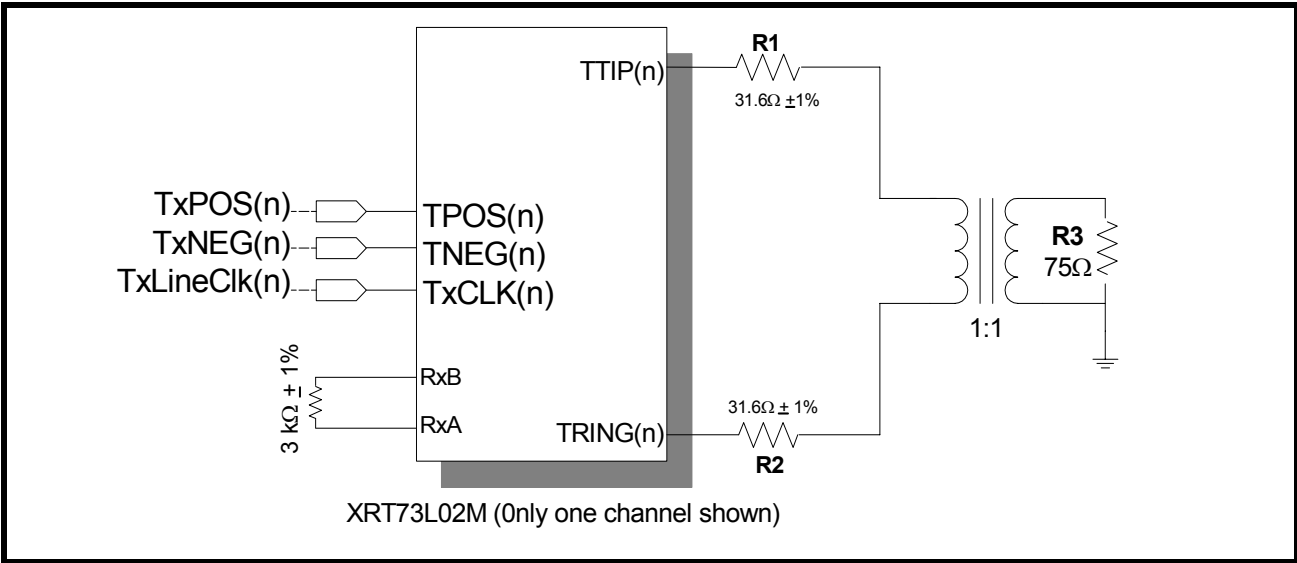 R1
TTIP(n)
31.6Ω ±1%
TxPOS(n)
TPOS(n)
TxNEG(n)
TNEG(n)
TxLineClk(n)
TxCLK(n)
R3
75Ω
1:1
3 kΩ ± 1%
RxB
RxA
31.6Ω ± 1%
TRING(n)
R2
XRT73L02M (0nly one channel shown)